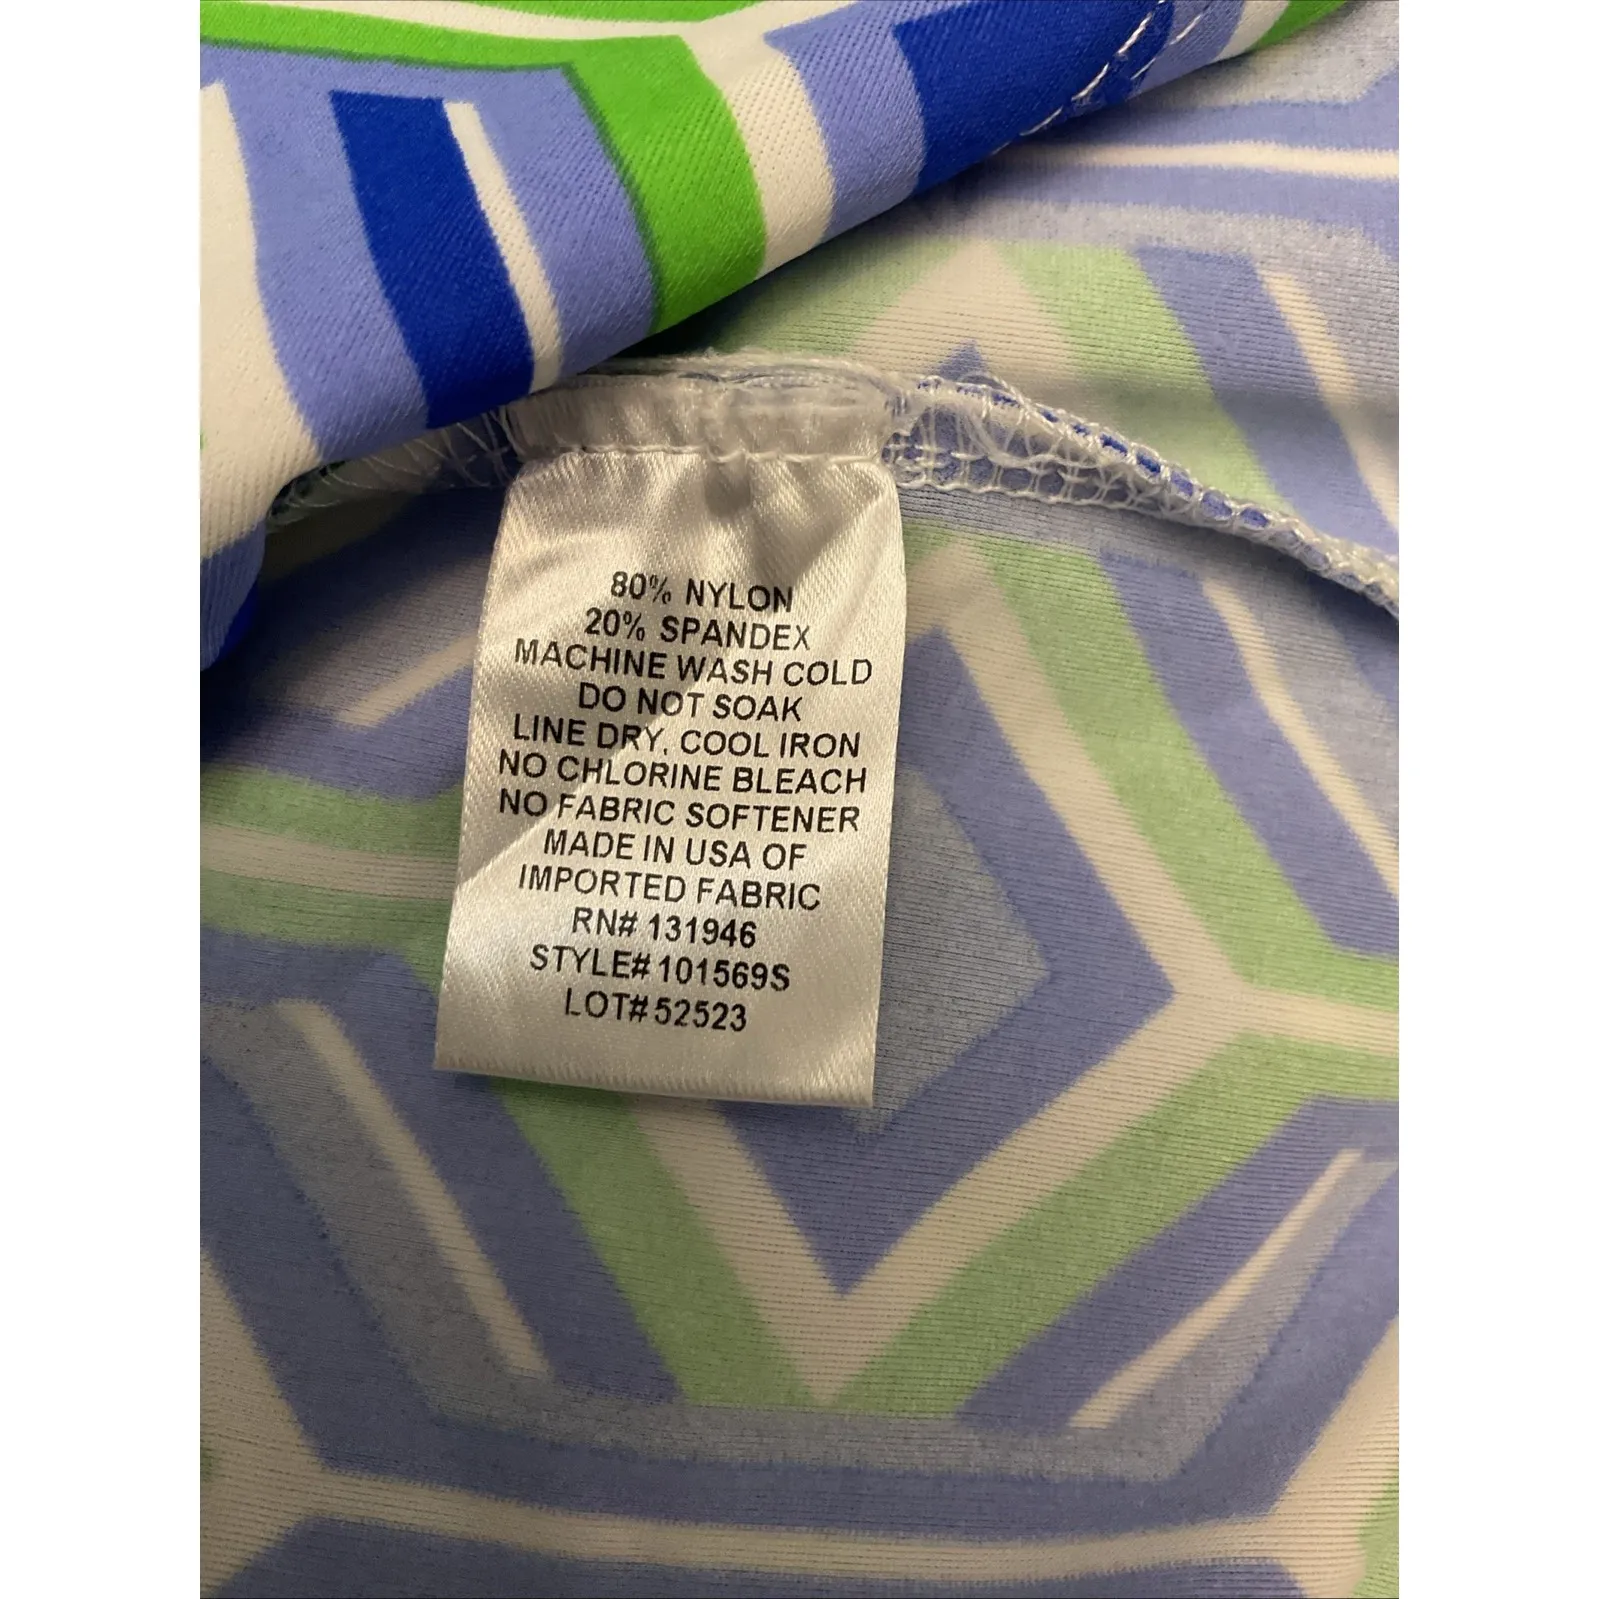 80% NYLON
20% SPANDEX
MACHINE WASH COLD
DO NOT SOAK
LINE DRY, COOL IRON
NO CHLORINE BLEACH
NO FABRIC SOFTENER
MADE IN USA OF
IMPORTED FABRIC
RN# 131946
STYLE# 101569S
LOT# 52523